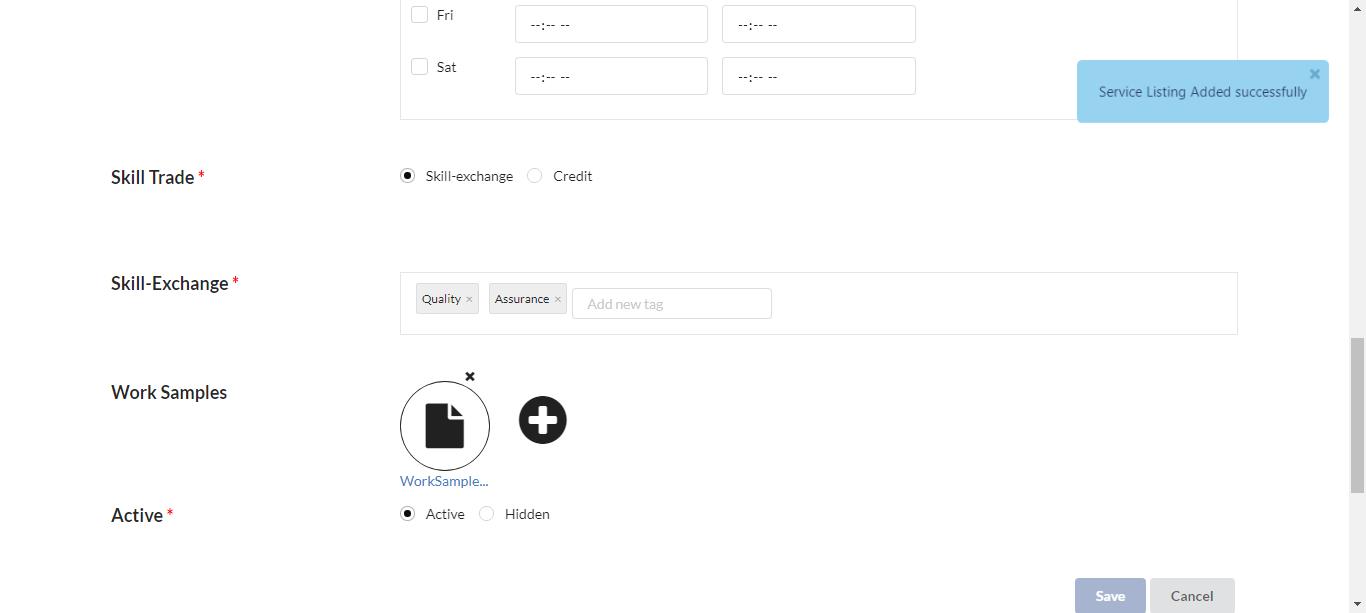 Fri --:-- -- --:-- --
Sat --:-- -- --:-- --
×
Service Listing Added successfully
Skill Trade * Skill-exchange Credit
Skill-Exchange * Quality × Assurance × Add new tag
Work Samples
WorkSample...
Active * Active Hidden
Save Cancel